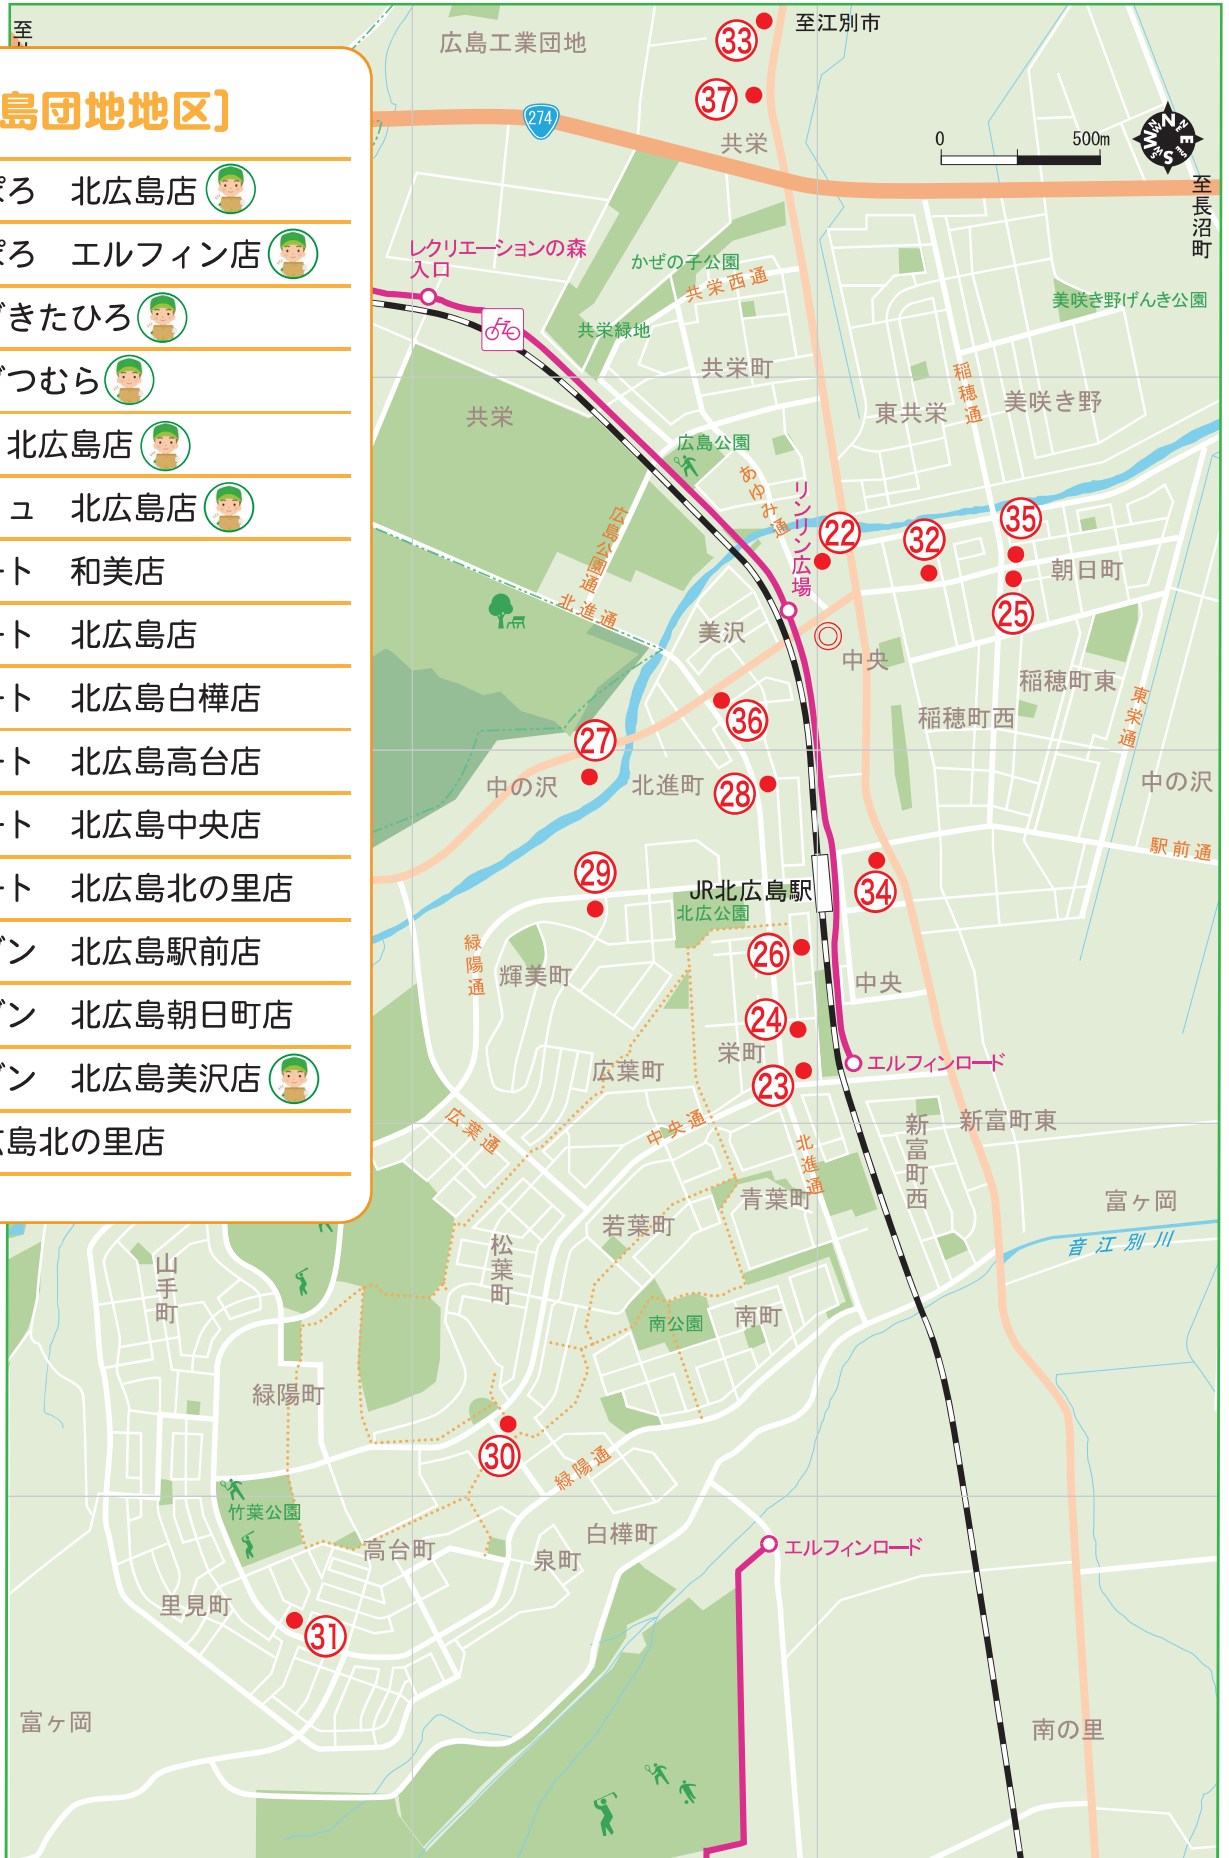 至
島団地地区]
ぽろ　北広島店
ぽろ　エルフィン店
ブきたひろ
ブつむら
北広島店
ュ　北広島店
ート　和美店
ート　北広島店
ート　北広島白樺店
ート　北広島高台店
ート　北広島中央店
ート　北広島北の里店
ブン　北広島駅前店
ブン　北広島朝日町店
ブン　北広島美沢店
広島北の里店
広島工業団地
33
至江別市
37
274
共栄
0
500m
N
E
S
W
至長沼町
レクリエーションの森
入口
かぜの子公園
共栄西通
美咲き野げんき公園
共栄緑地
共栄町
稲穂通
美咲き野
東共栄
共栄
広島公園
あゆみ通
リンリン広場
22
32
35
広島公園通
朝日町
25
北進通
美沢
中央
稲穂町東
東栄通
稲穂町西
36
27
中の沢
北進町
28
中の沢
駅前通
29
JR北広島駅
34
北広公園
緑陽通
輝美町
26
中央
24
栄町
エルフィンロード
広葉町
23
広葉通
中央通
北進通
新富町西
新富町東
青葉町
富ヶ岡
若葉町
音江別川
松葉町
山手町
南公園
南町
緑陽町
30
緑陽通
竹葉公園
高台町
白樺町
泉町
エルフィンロード
里見町
31
富ヶ岡
南の里